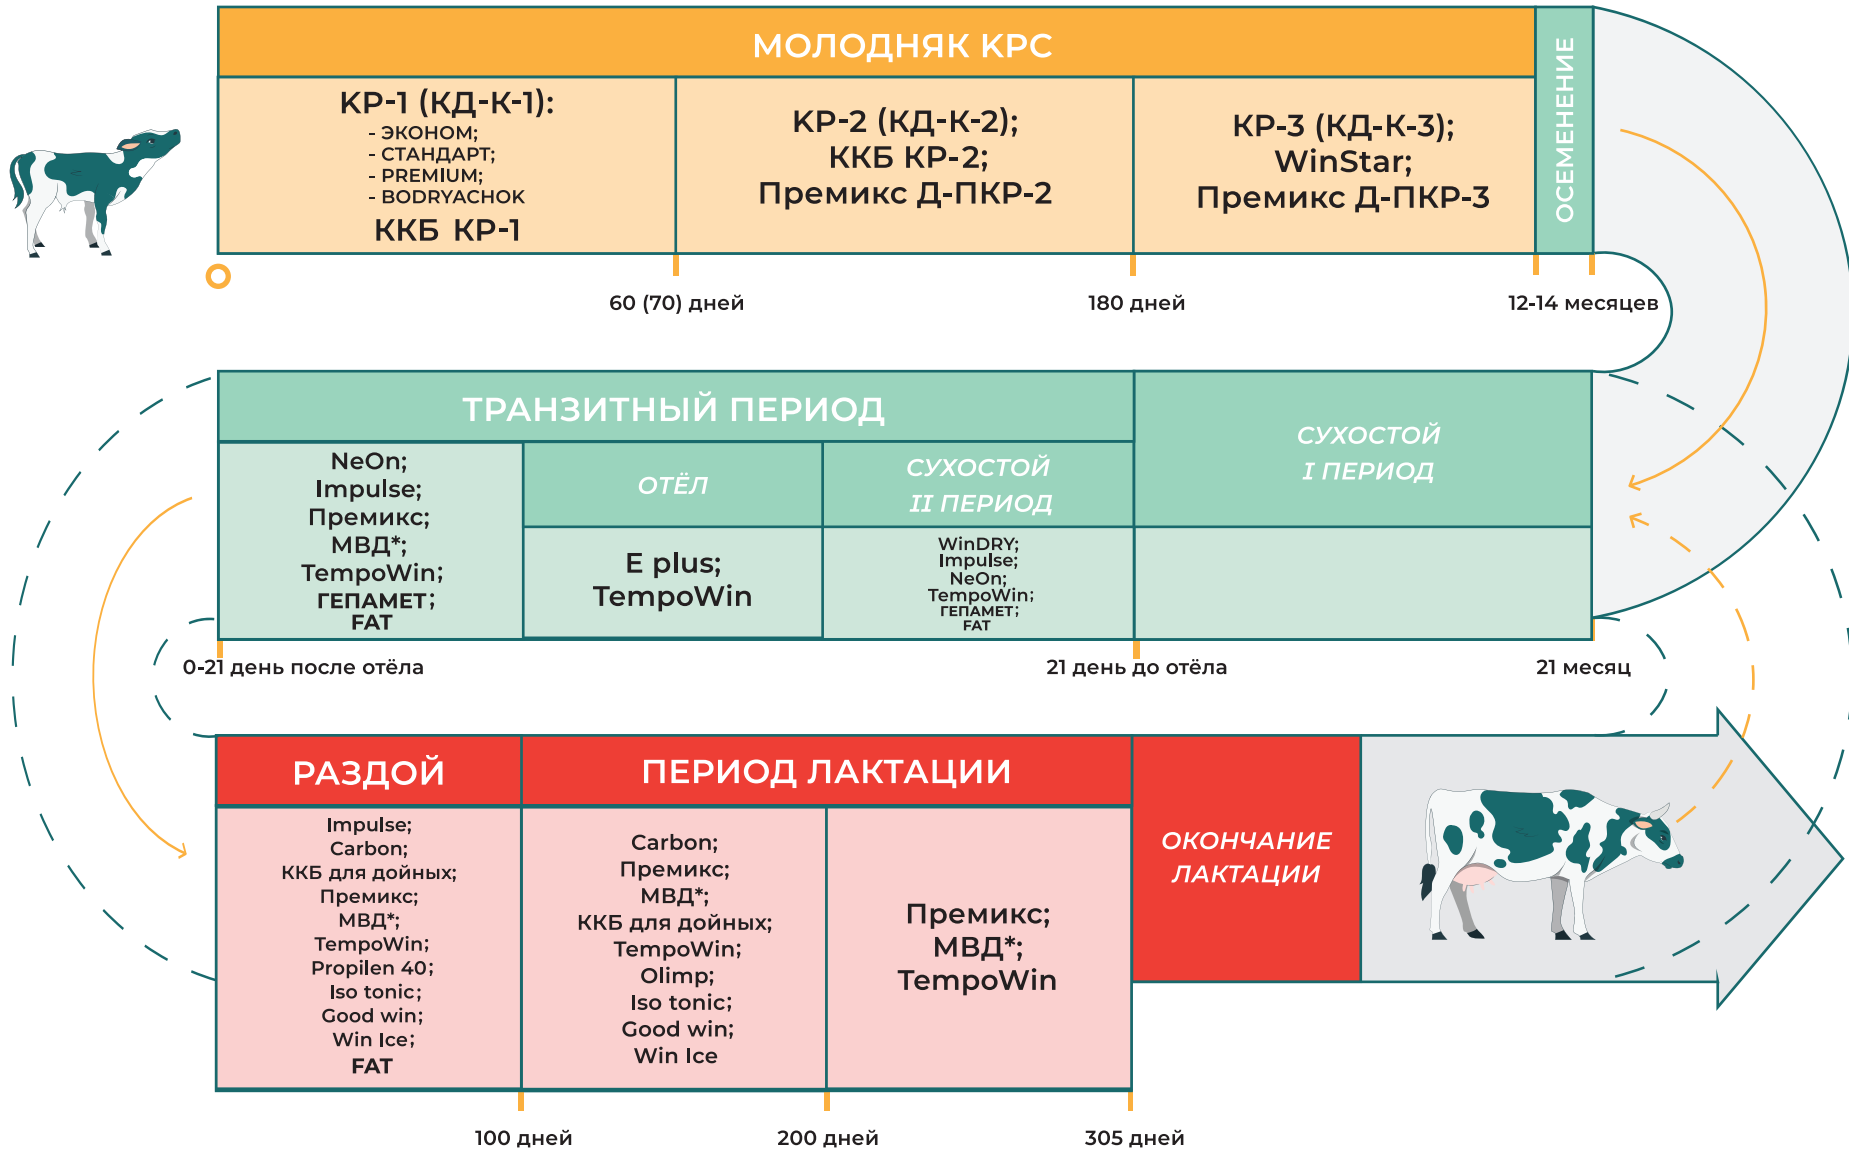 МОЛОДНЯК КРС
ОСЕМЕНЕНИЕ
КР-1 (КД-К-1):
- ЭКОНОМ;
- СТАНДАРТ;
- PREMIUM;
- BODRYACHOK
ККБ КР-1
КР-2 (КД-К-2);
ККБ КР-2;
Премикс Д-ПКР-2
КР-3 (КД-К-3);
WinStar;
Премикс Д-ПКР-3
60 (70) дней
180 дней
12-14 месяцев
ТРАНЗИТНЫЙ ПЕРИОД
СУХОСТОЙ
I ПЕРИОД
NeOn;
Impulse;
Премикс;
МВД*;
TempoWin;
ГЕПАМЕТ;
FAT
ОТЁЛ
E plus;
TempoWin
СУХОСТОЙ
II ПЕРИОД
WinDRY;
Impulse;
NeOn;
TempoWin;
ГЕПАМЕТ;
FAT
0-21 день после отёла
21 день до отёла
21 месяц
РАЗДОЙ
ПЕРИОД ЛАКТАЦИИ
ОКОНЧАНИЕ
ЛАКТАЦИИ
Impulse;
Carbon;
ККБ для дойных;
Премикс;
МВД*;
TempoWin;
Propilen 40;
Iso tonic;
Good win;
Win Ice;
FAT
Carbon;
Премикс;
МВД*;
ККБ для дойных;
TempoWin;
Olimp;
Iso tonic;
Good win;
Win Ice
Премикс;
МВД*;
TempoWin
100 дней
200 дней
305 дней